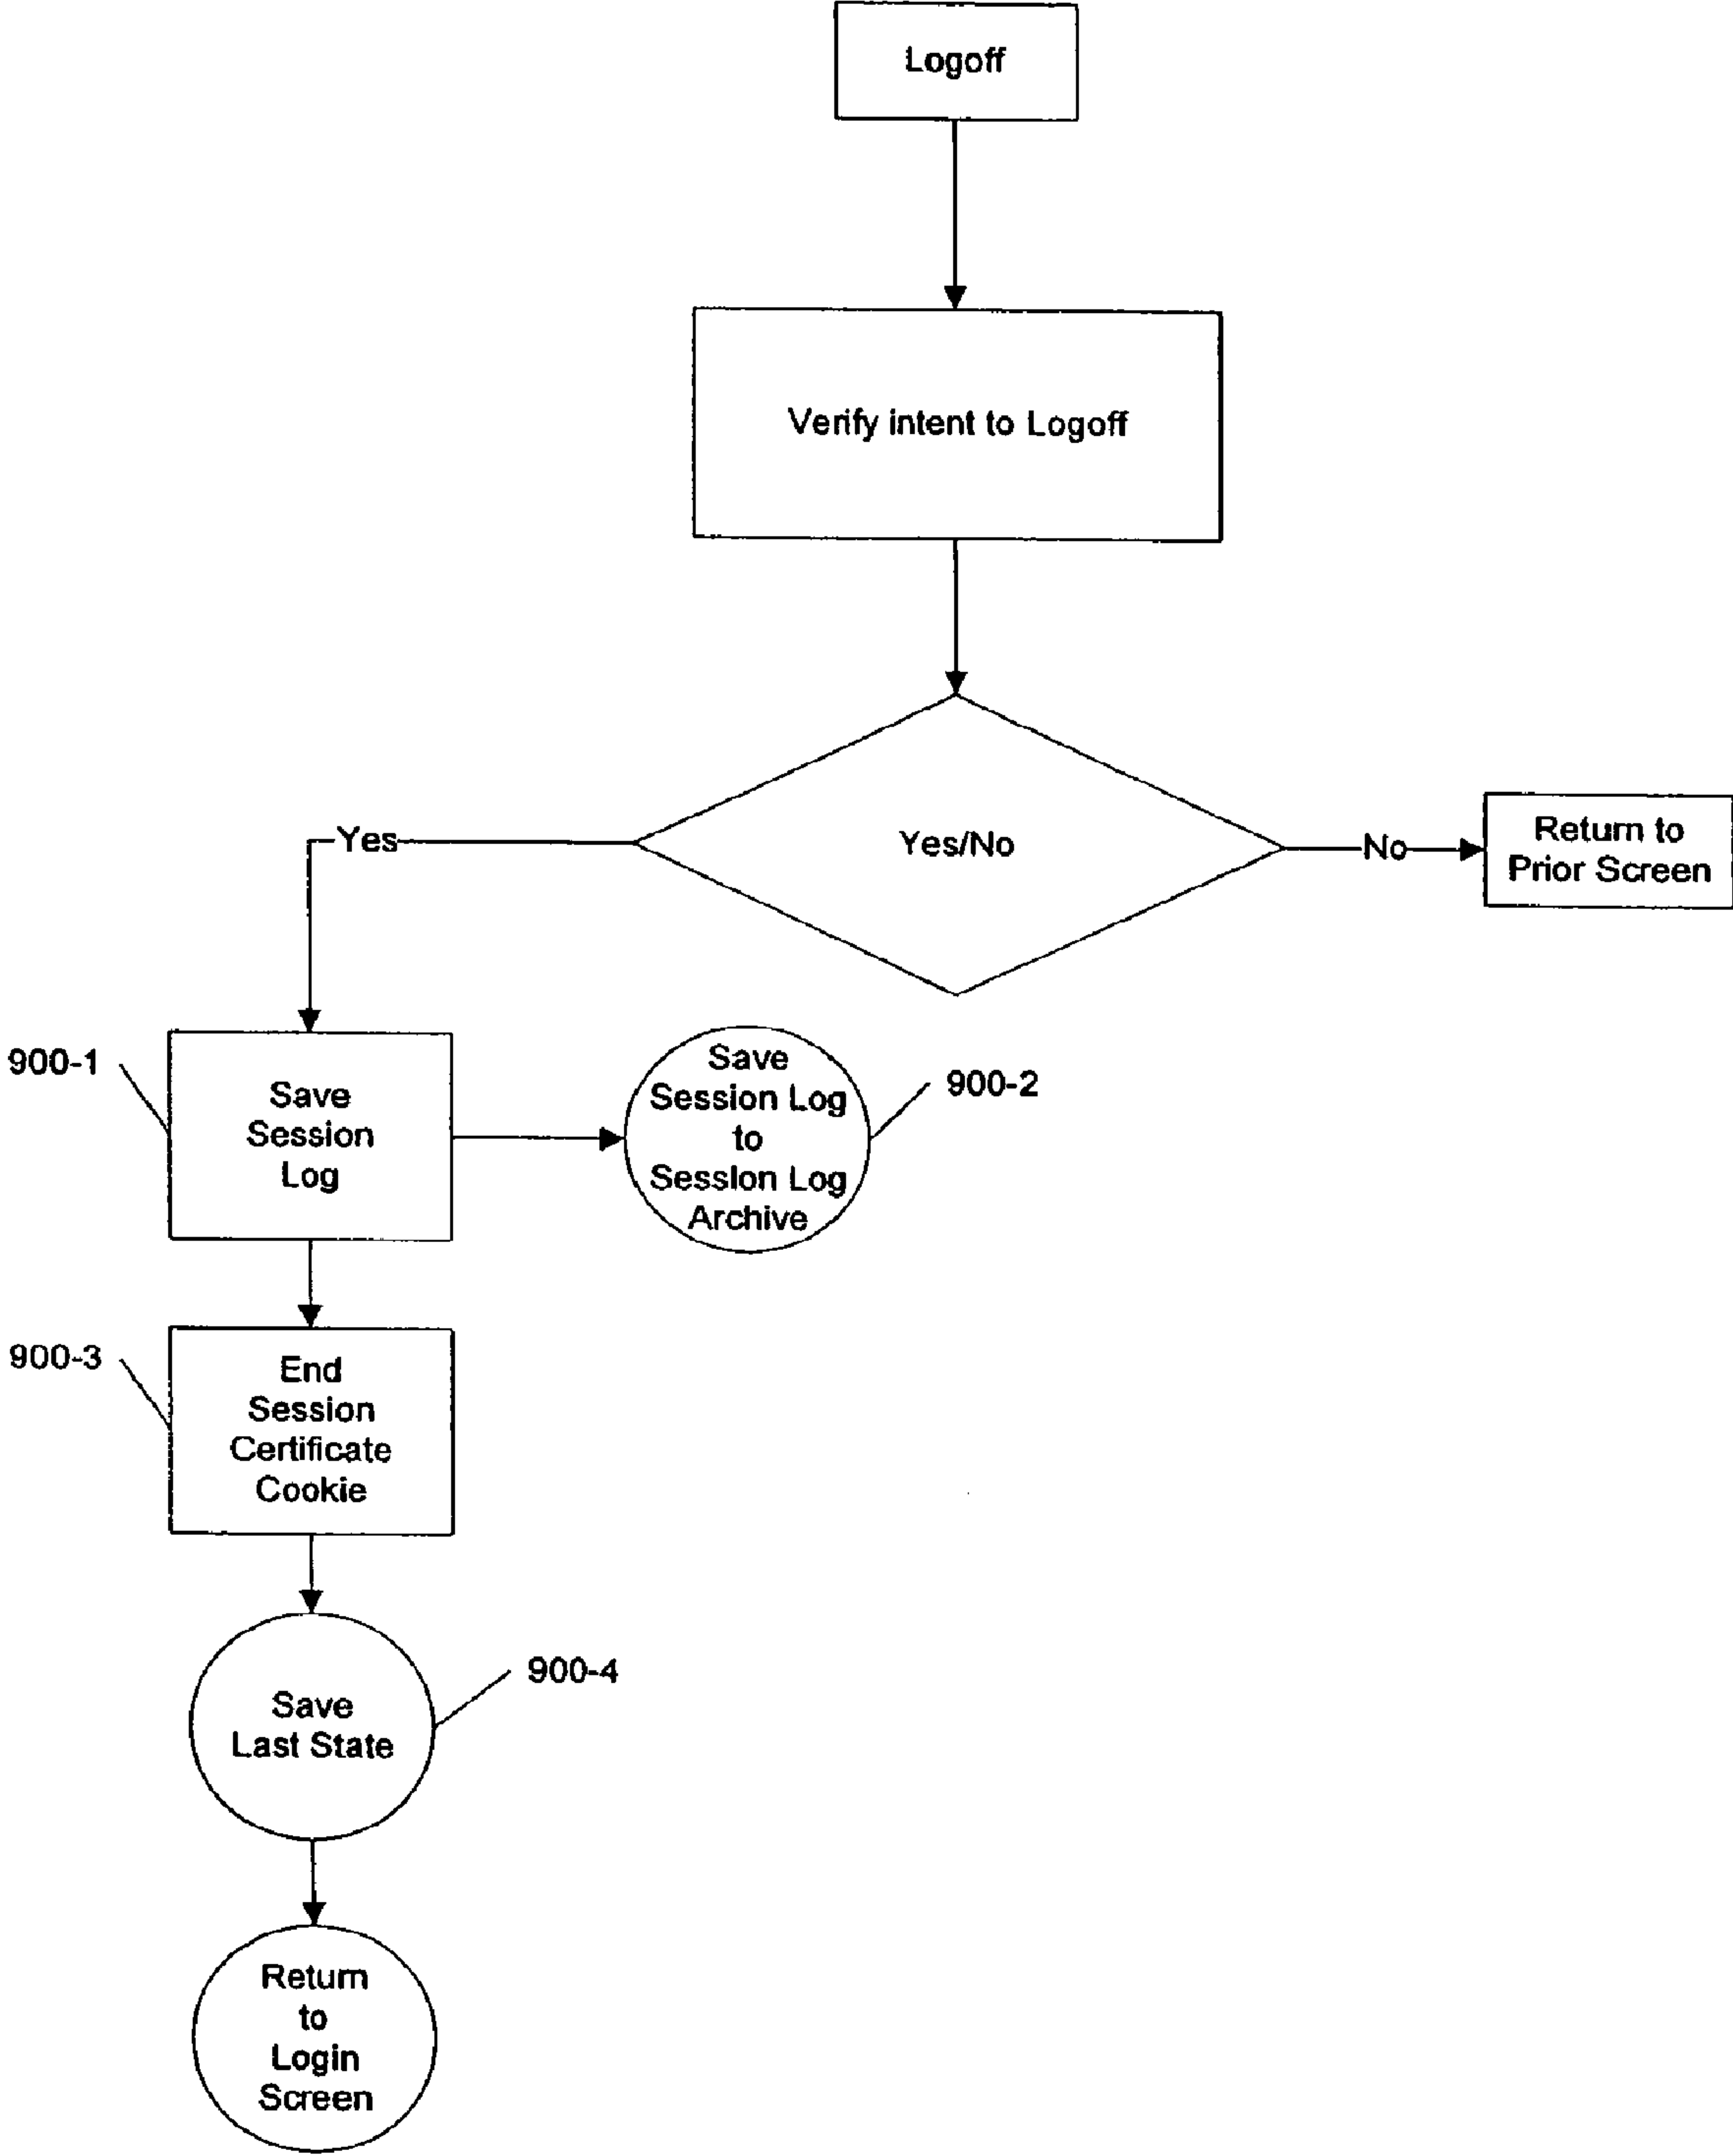 Logoff
Verify intent to Logoff
Yes/No
Yes
No
Return to
Prior Screen
900-1
Save
Session
Log
Save
Session Log
to
Session Log
Archive
900-2
900-3
End
Session
Certificate
Cookie
Save
Last State
900-4
Return
to
Login
Screen